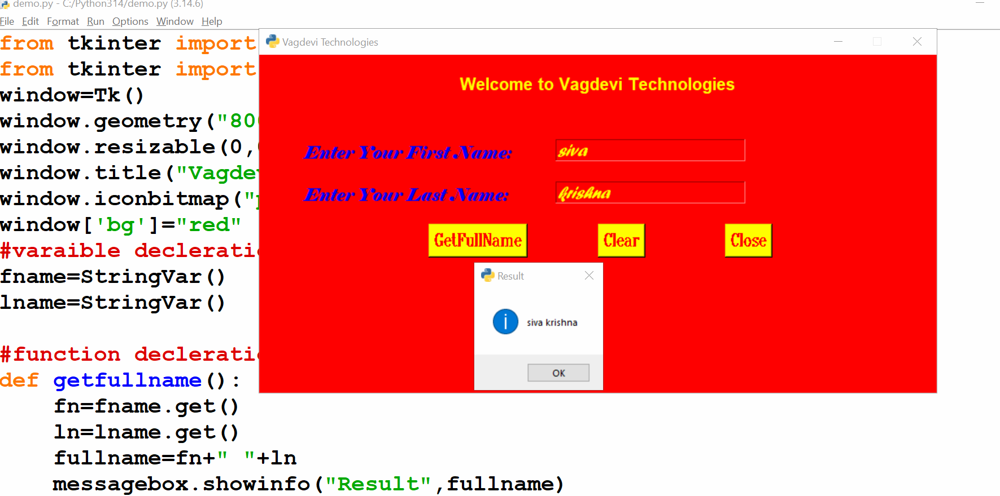 demo.py - C:/Python314/demo.py (3.14.6)
File Edit Format Run Options Window Help
from tkinter import
from tkinter import
window=Tk()
window.geometry("80
window.resizable(0,
window.title("Vagde
window.iconbitmap("
window['bg']="red"
#varaible declerati
fname=StringVar()
lname=StringVar()
#function declerati
def getfullname():
fn=fname.get()
ln=lname.get()
fullname=fn+" "+ln
messagebox.showinfo("Result",fullname)
Vagdevi Technologies
Welcome to Vagdevi Technologies
Enter Your First Name: siva
Enter Your Last Name: krishna
GetFullName Clear Close
Result
siva krishna
OK